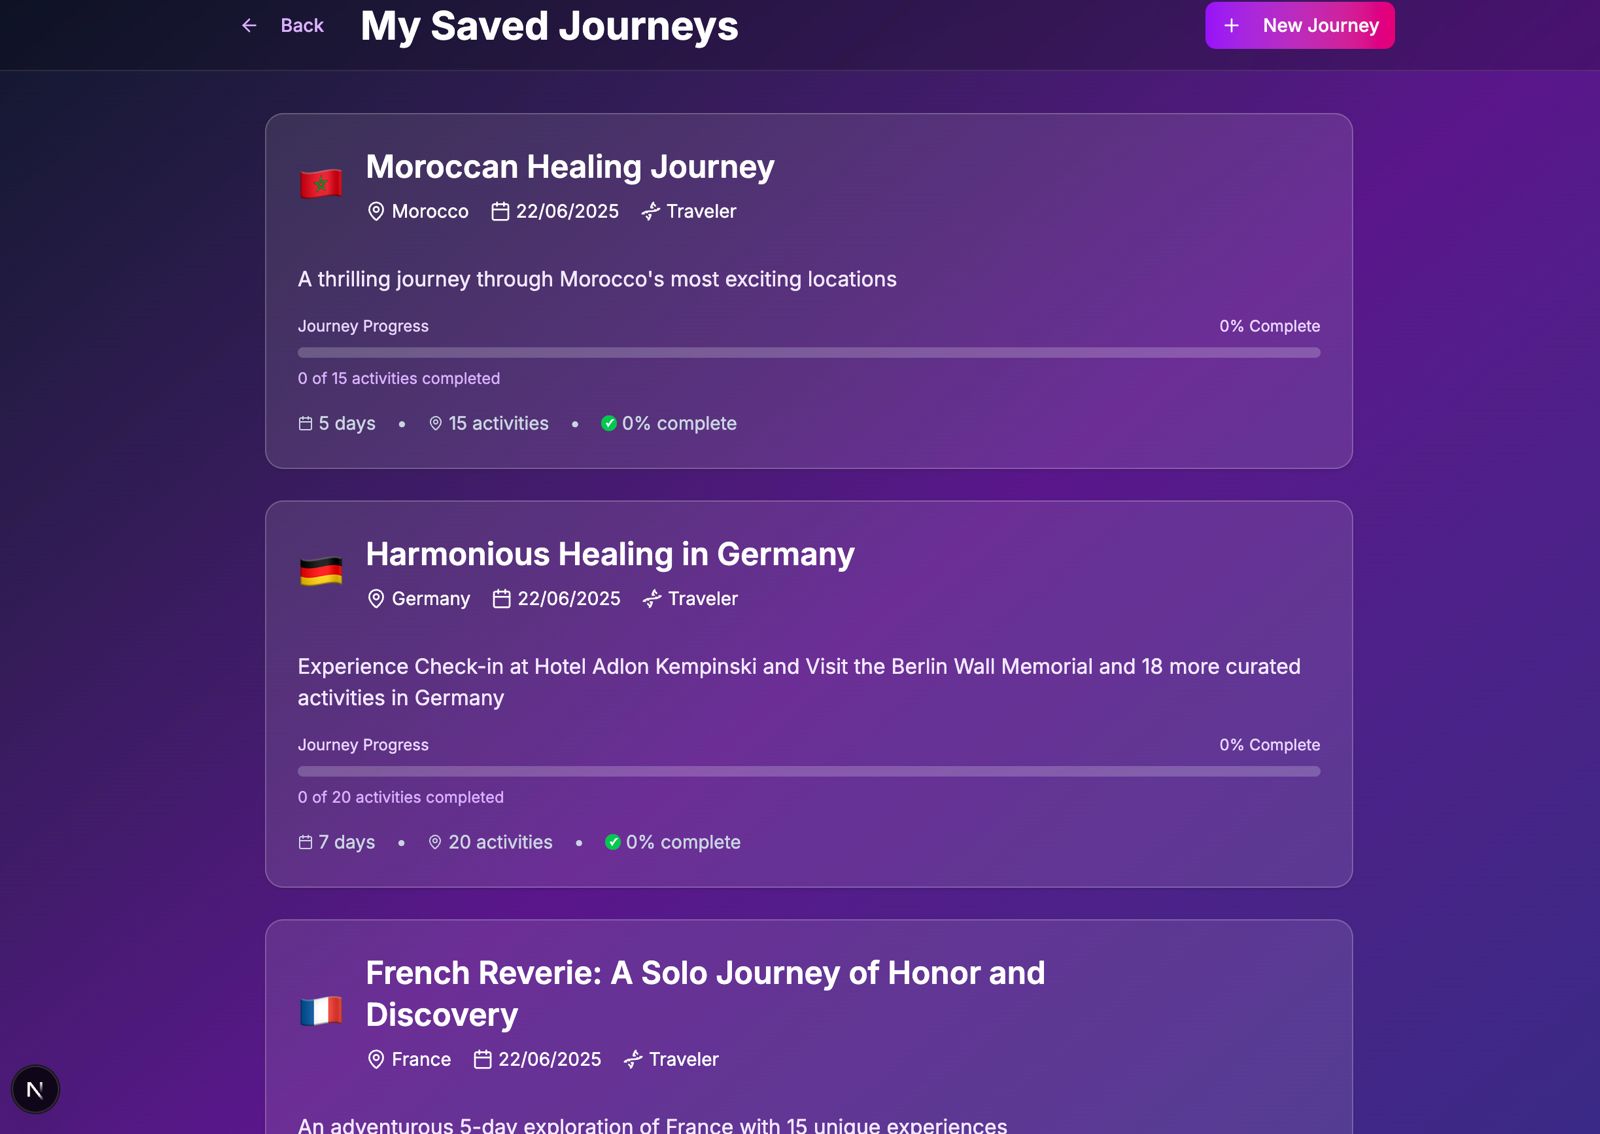 Back
My Saved Journeys
New Journey
Moroccan Healing Journey
Morocco 22/06/2025 Traveler
A thrilling journey through Morocco's most exciting locations
Journey Progress 0% Complete
0 of 15 activities completed
5 days • 15 activities • 0% complete
Harmonious Healing in Germany
Germany 22/06/2025 Traveler
Experience Check-in at Hotel Adlon Kempinski and Visit the Berlin Wall Memorial and 18 more curated
activities in Germany
Journey Progress 0% Complete
0 of 20 activities completed
7 days • 20 activities • 0% complete
French Reverie: A Solo Journey of Honor and
Discovery
France 22/06/2025 Traveler
An adventurous 5-day exploration of France with 15 unique experiences
N